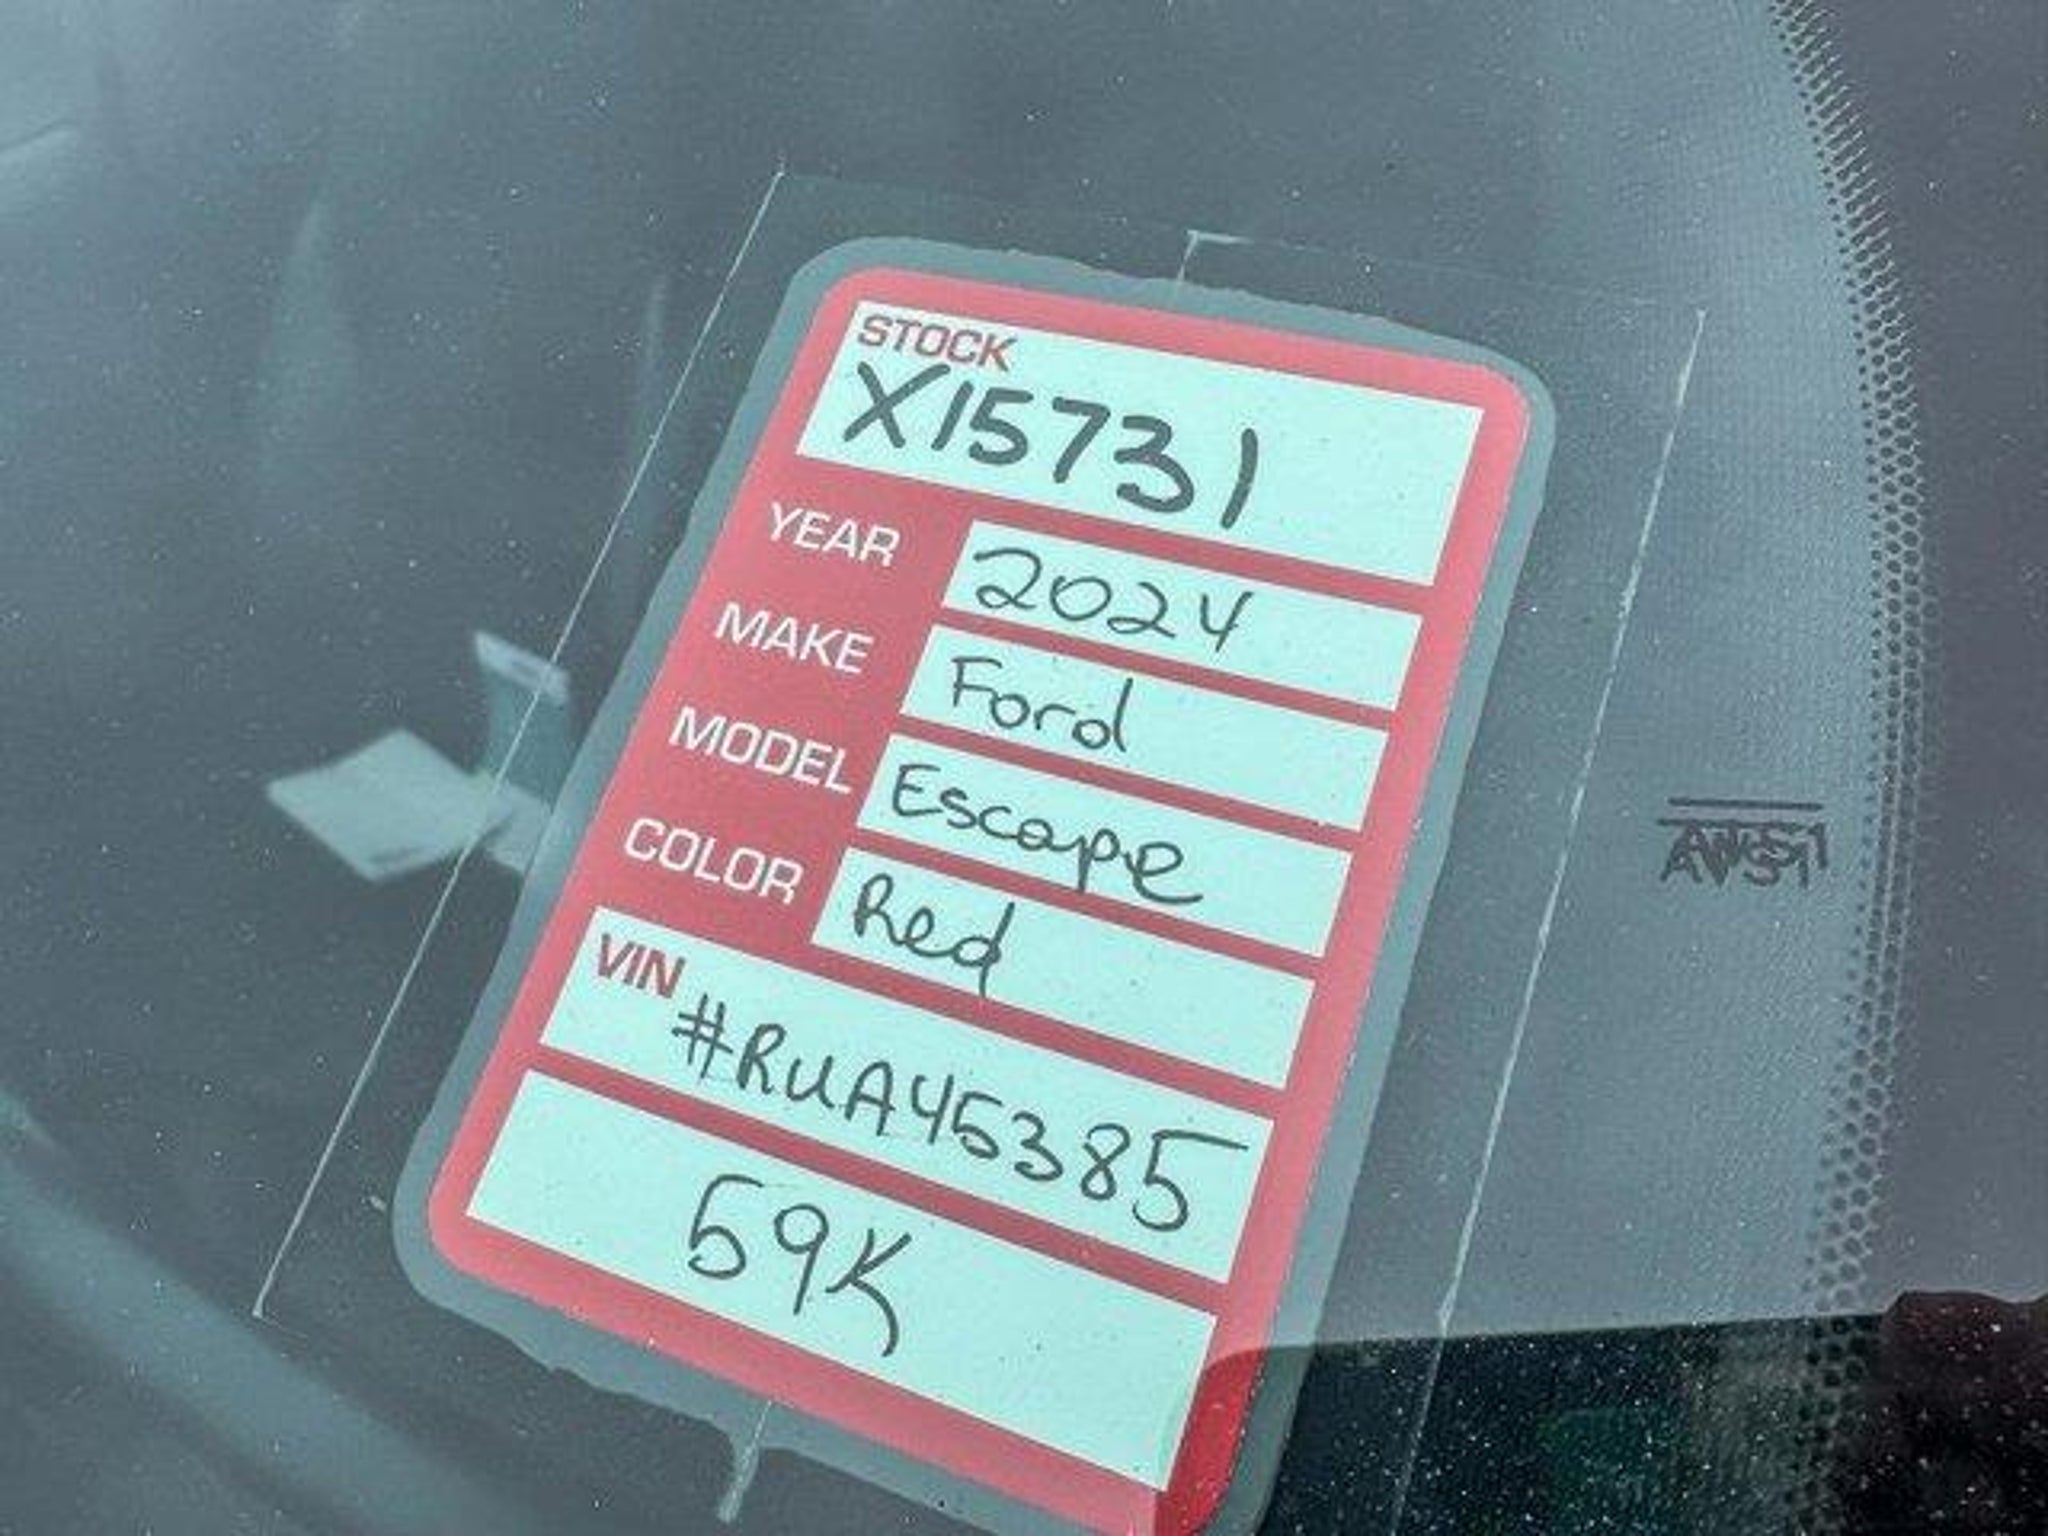 STOCK
X15731
YEAR 2024
MAKE Ford
MODEL Escape
COLOR Red
VIN
#RUA45385
59K